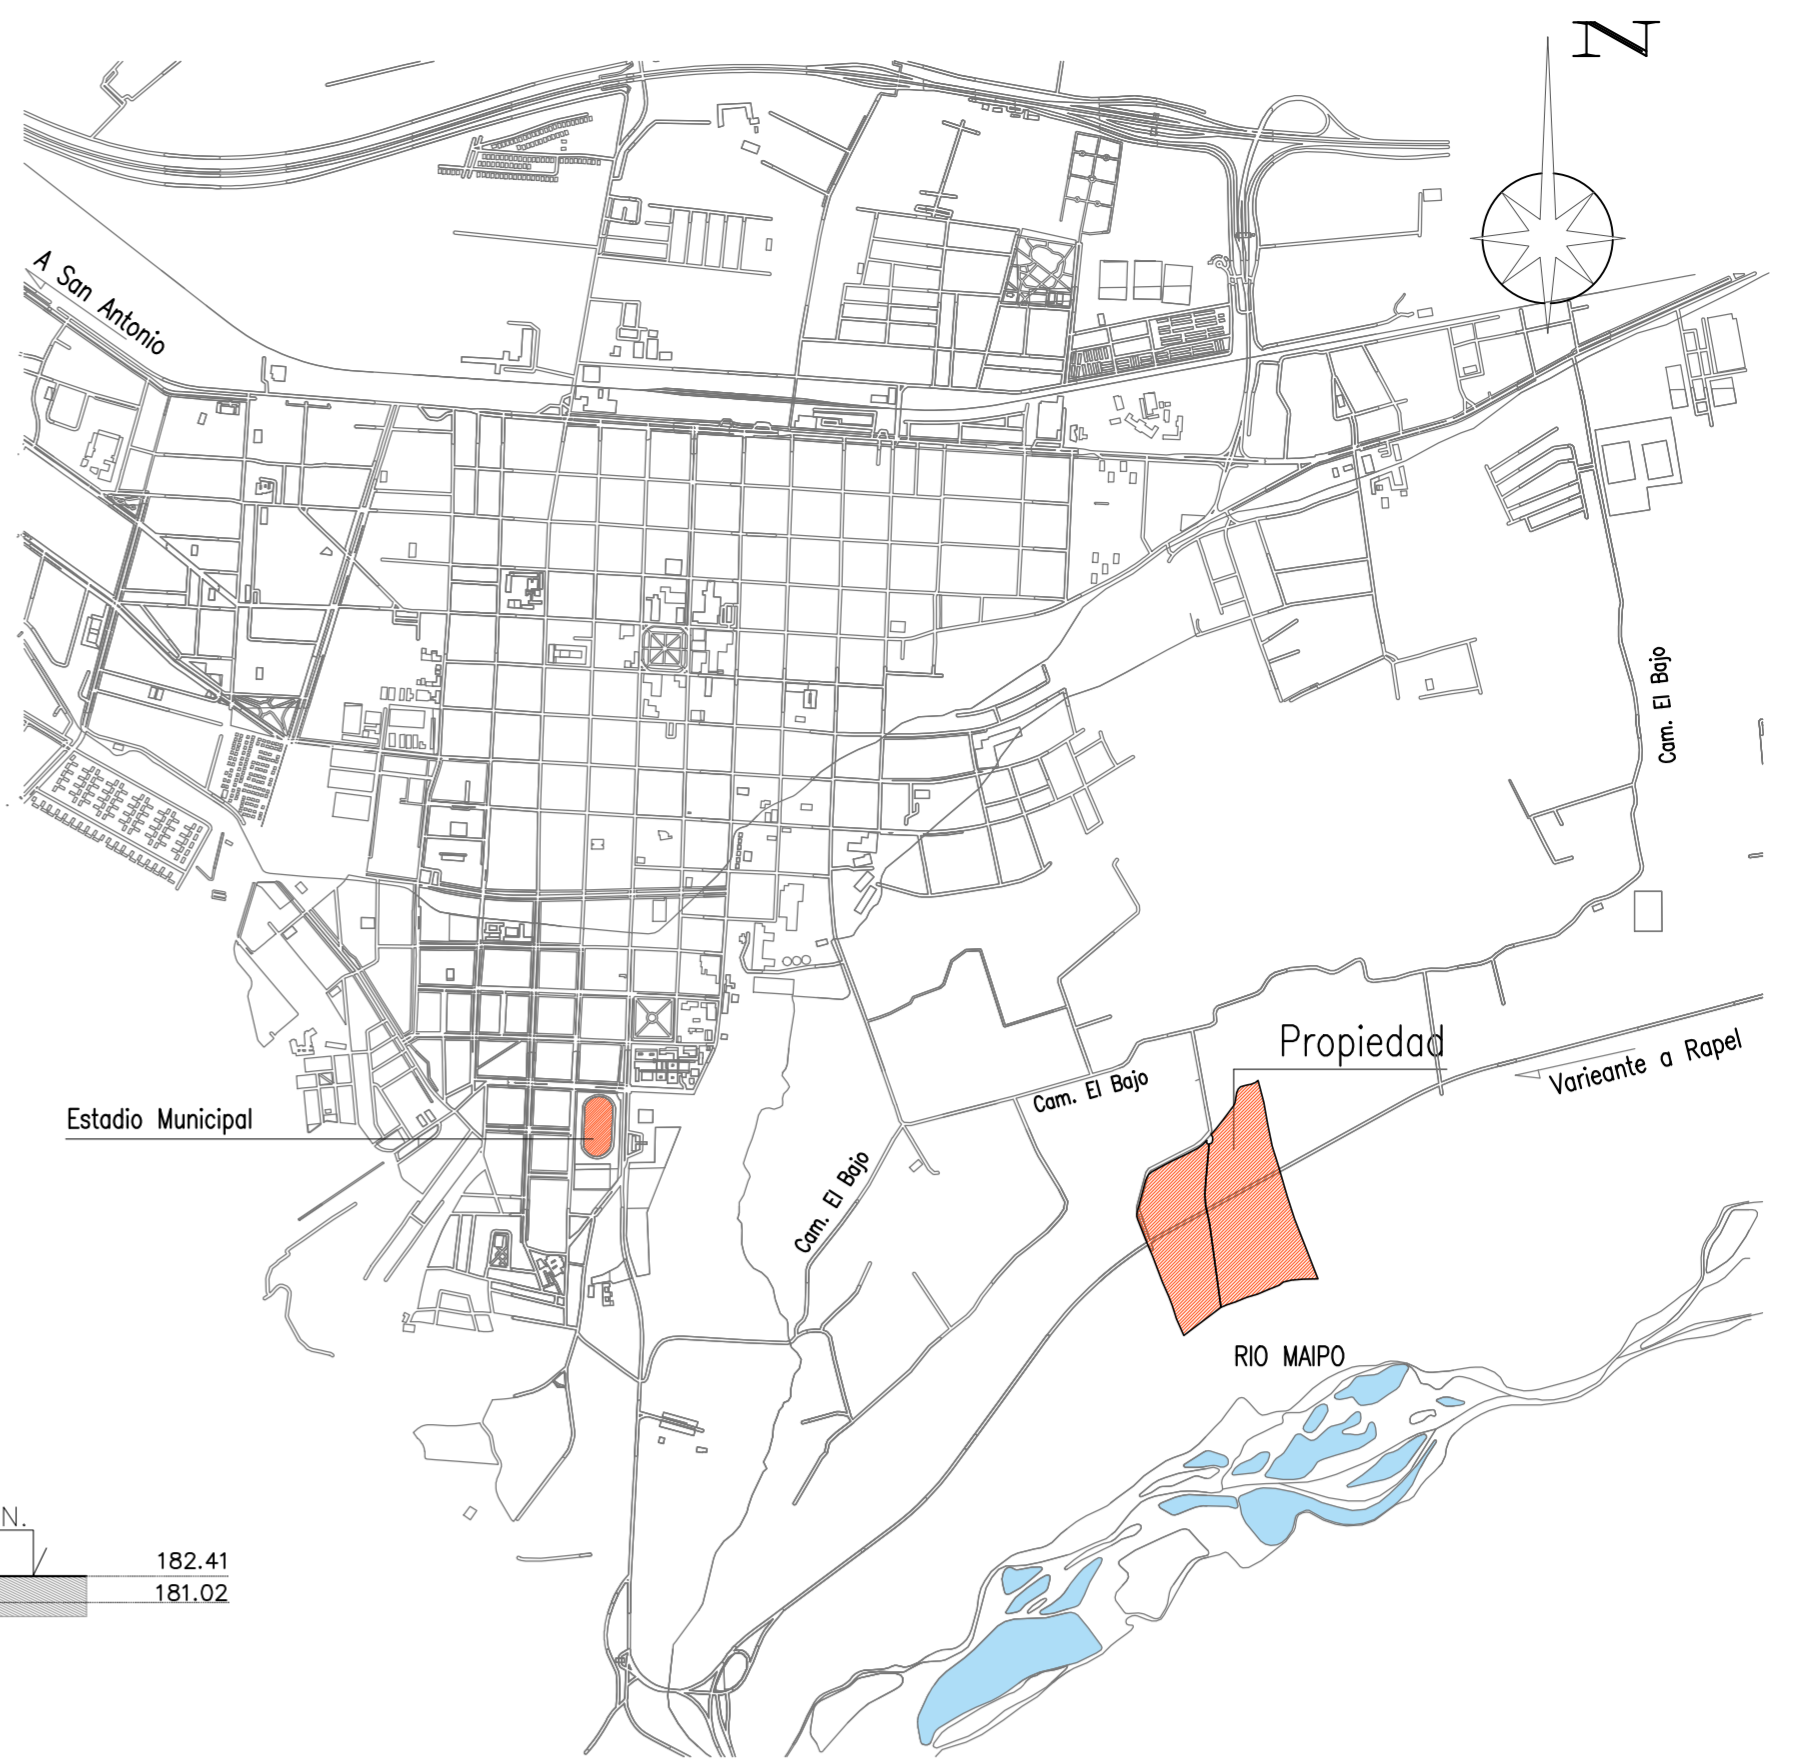 N
A San Antonio
Cam. El Bajo
Propiedad
Varieante a Rapel
Cam. El Bajo
Estadio Municipal
Cam. El Bajo
RIO MAIPO
N.
182.41
181.02